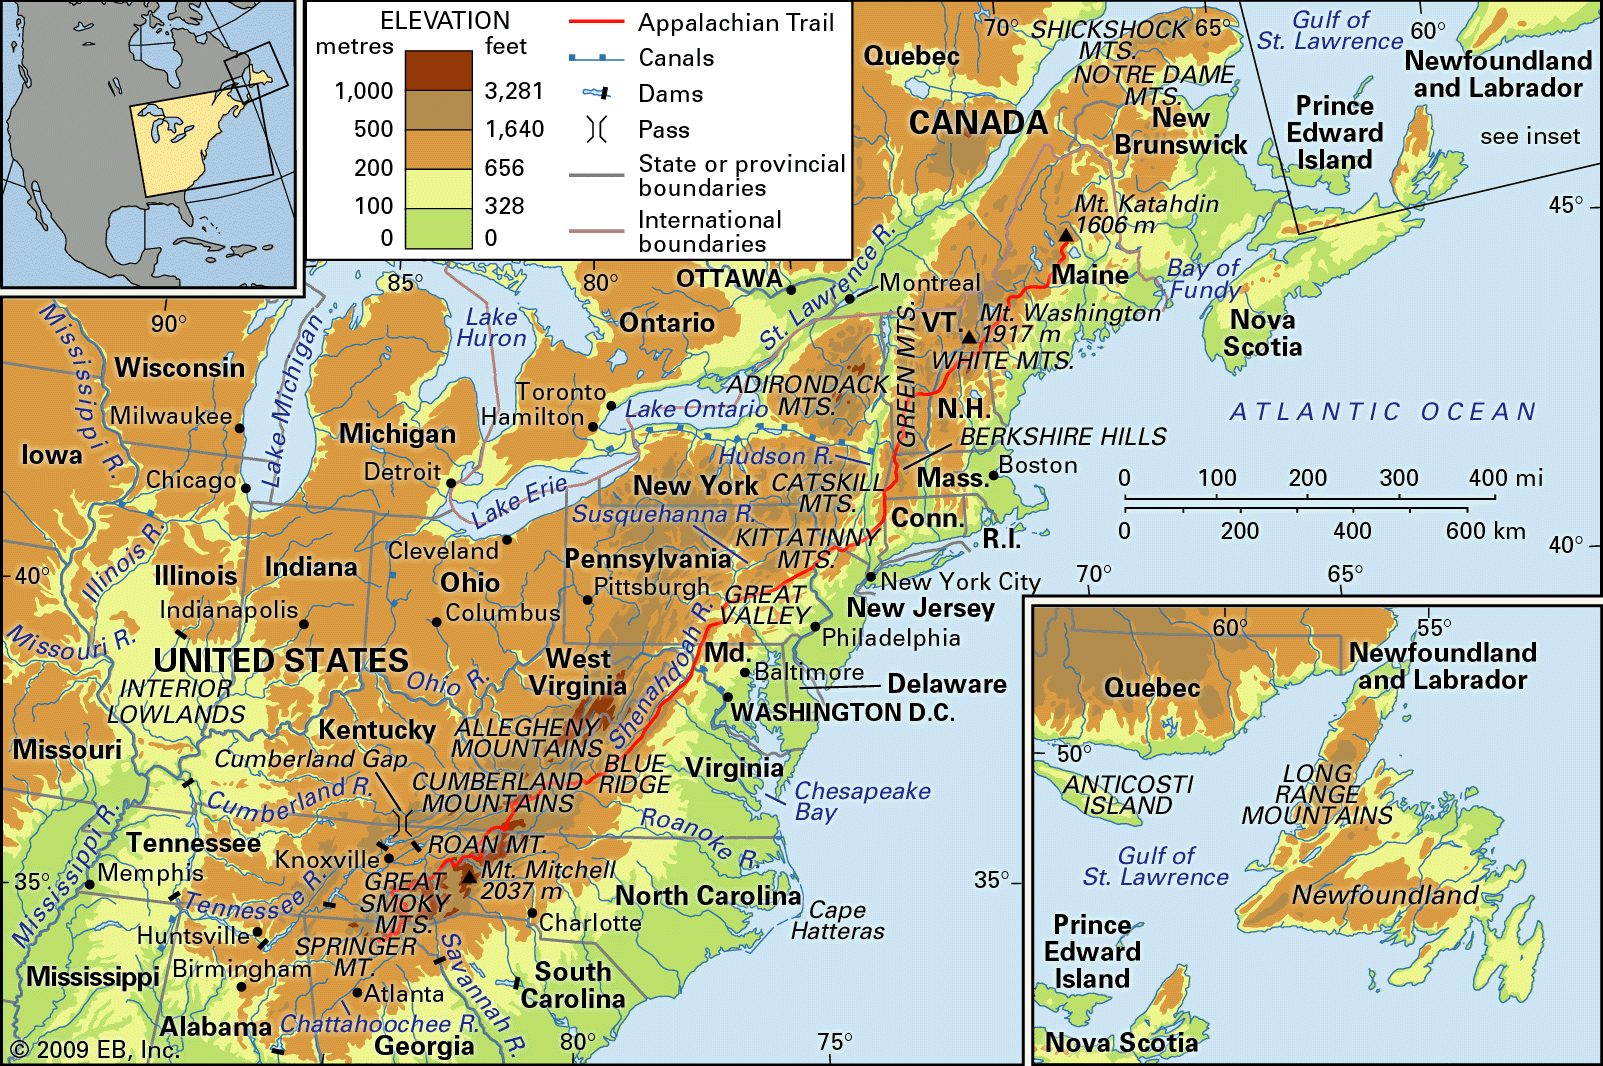 ELEVATION
metres feet
1,000 3,281
500 1,640
200 656
100 328
0 0
Appalachian Trail
Canals
Dams
Pass
State or provincial
boundaries
International
boundaries
70°
SHICKSHOCK
MTS.
65°
Gulf of
St. Lawrence
60°
Quebec
NOTRE DAME
MTS.
Newfoundland
and Labrador
CANADA
New
Brunswick
Prince
Edward
Island
see inset
45°
Mt. Katahdin
1606 m
Maine
Bay of
Fundy
Nova
Scotia
85°
80°
OTTAWA
St. Lawrence R.
Montreal
90°
Mississippi R.
Lake
Huron
Ontario
VT.
Mt. Washington
1917 m
WHITE MTS.
GREEN MTS.
Wisconsin
Lake Michigan
Milwaukee
Toronto
Hamilton
Lake Ontario
ADIRONDACK
MTS.
N.H.
ATLANTIC OCEAN
Iowa
Michigan
Detroit
Chicago
BERKSHIRE HILLS
Hudson R.
Boston
Mass.
0 100 200 300 400 mi
0 200 400 600 km
Lake Erie
New York
CATSKILL
MTS.
Susquehanna R.
Conn.
R.I.
KITTATINNY
MTS.
40°
Cleveland
Illinois R.
Illinois
Indiana
Ohio
Pennsylvania
Pittsburgh
New York City
70°
65°
40°
Indianapolis
Columbus
GREAT
VALLEY
New Jersey
Philadelphia
Missouri R.
UNITED STATES
West
Virginia
Shenandoah R.
Md.
Baltimore
Delaware
WASHINGTON D.C.
INTERIOR
LOWLANDS
Ohio R.
Kentucky
ALLEGHENY
MOUNTAINS
Missouri
Cumberland Gap
CUMBERLAND
MOUNTAINS
BLUE
RIDGE
Virginia
Chesapeake
Bay
Cumberland R.
Roanoke R.
Tennessee
Knoxville
ROAN MT.
Mt. Mitchell
2037 m
35°
Memphis
Mississippi R.
Tennessee R.
GREAT
SMOKY
MTS.
North Carolina
35°
Charlotte
Cape
Hatteras
Huntsville
SPRINGER
MT.
Savannah R.
Mississippi
Birmingham
Atlanta
South
Carolina
Alabama
Chattahoochee R.
Georgia
80°
75°
© 2009 EB, Inc.
60°
55°
Quebec
Newfoundland
and Labrador
50°
ANTICOSTI
ISLAND
LONG
RANGE
MOUNTAINS
Gulf of
St. Lawrence
Newfoundland
Prince
Edward
Island
Nova Scotia